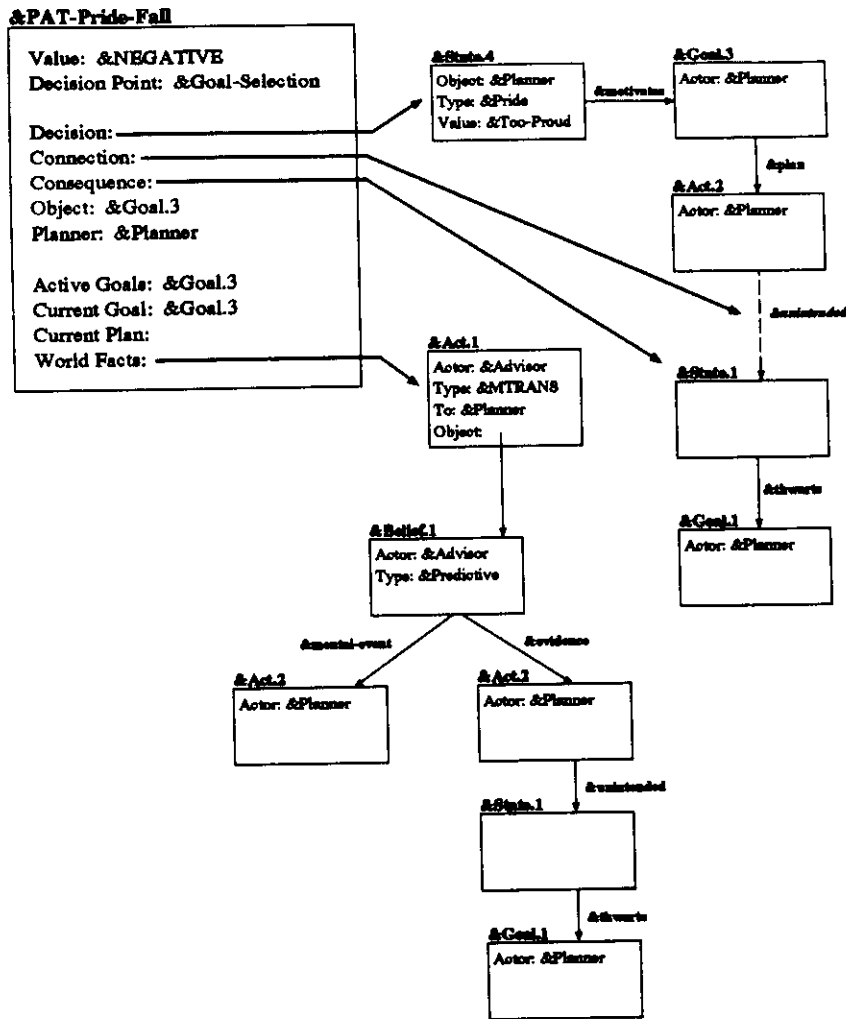 &PAT-Pride-Fall
Value: &NEGATIVE
Decision Point: &Goal-Selection
Decision:
Connection:
Consequence:
Object: &Goal.3
Planner: &Planner
Active Goals: &Goal.3
Current Goal: &Goal.3
Current Plan:
World Facts:
&State.4
Object: &Planner
Type: &Pride
Value: &Too-Proud
&motivates
&Goal.3
Actor: &Planner
&plan
&Act.2
Actor: &Planner
&unintended
&State.1
&thwarts
&Goal.1
Actor: &Planner
&Act.1
Actor: &Advisor
Type: &MTRANS
To: &Planner
Object:
&Belief.1
Actor: &Advisor
Type: &Predictive
&mental-event
&evidence
&Act.2
Actor: &Planner
&Act.2
Actor: &Planner
&unintended
&State.1
&thwarts
&Goal.1
Actor: &Planner